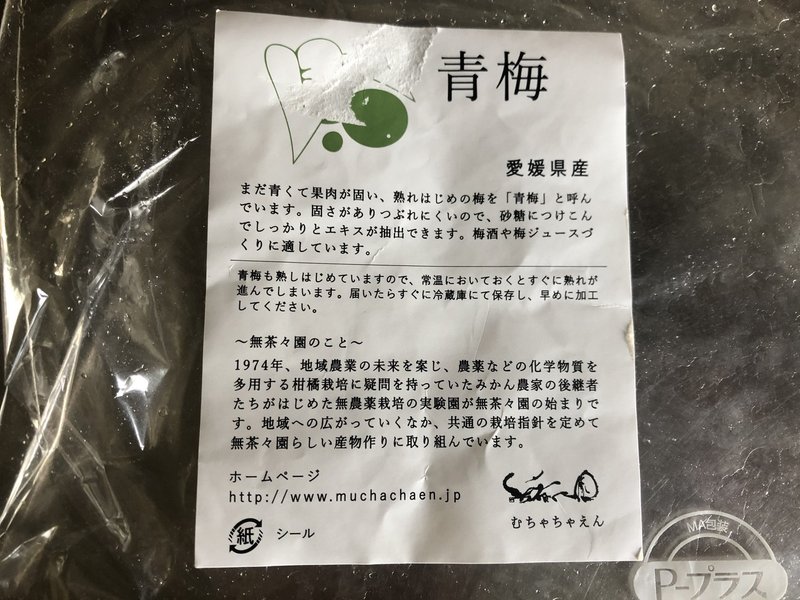 青梅
愛媛県産
まだ青くて果肉が固い、熟れはじめの梅を「青梅」と呼ん
でいます。固さがありつぶれにくいので、砂糖につけこん
でしっかりとエキスが抽出できます。梅酒や梅ジュースづ
くりに適しています。
青梅も熟しはじめていますので、常温においておくとすぐに熟れが
進んでしまいます。届いたらすぐに冷蔵庫にて保存し、早めに加工
してください。
～無茶々園のこと～
1974年、地域農業の未来を案じ、農薬などの化学物質を
多用する柑橘栽培に疑問を持っていたみかん農家の後継者
たちがはじめた無農薬栽培の実験園が無茶々園の始まりで
す。地域への広がっていくなか、共通の栽培指針を定めて
無茶々園らしい産物作りに取り組んでいます。
ホームページ
http://www.muchachaen.jp
むちゃちゃえん
紙 シール
MA包装
P-プラス